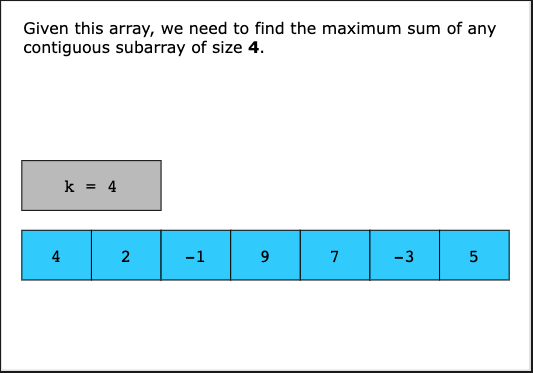 Given this array, we need to find the maximum sum of any
contiguous subarray of size 4.
k = 4
4 2 -1 9 7 -3 5